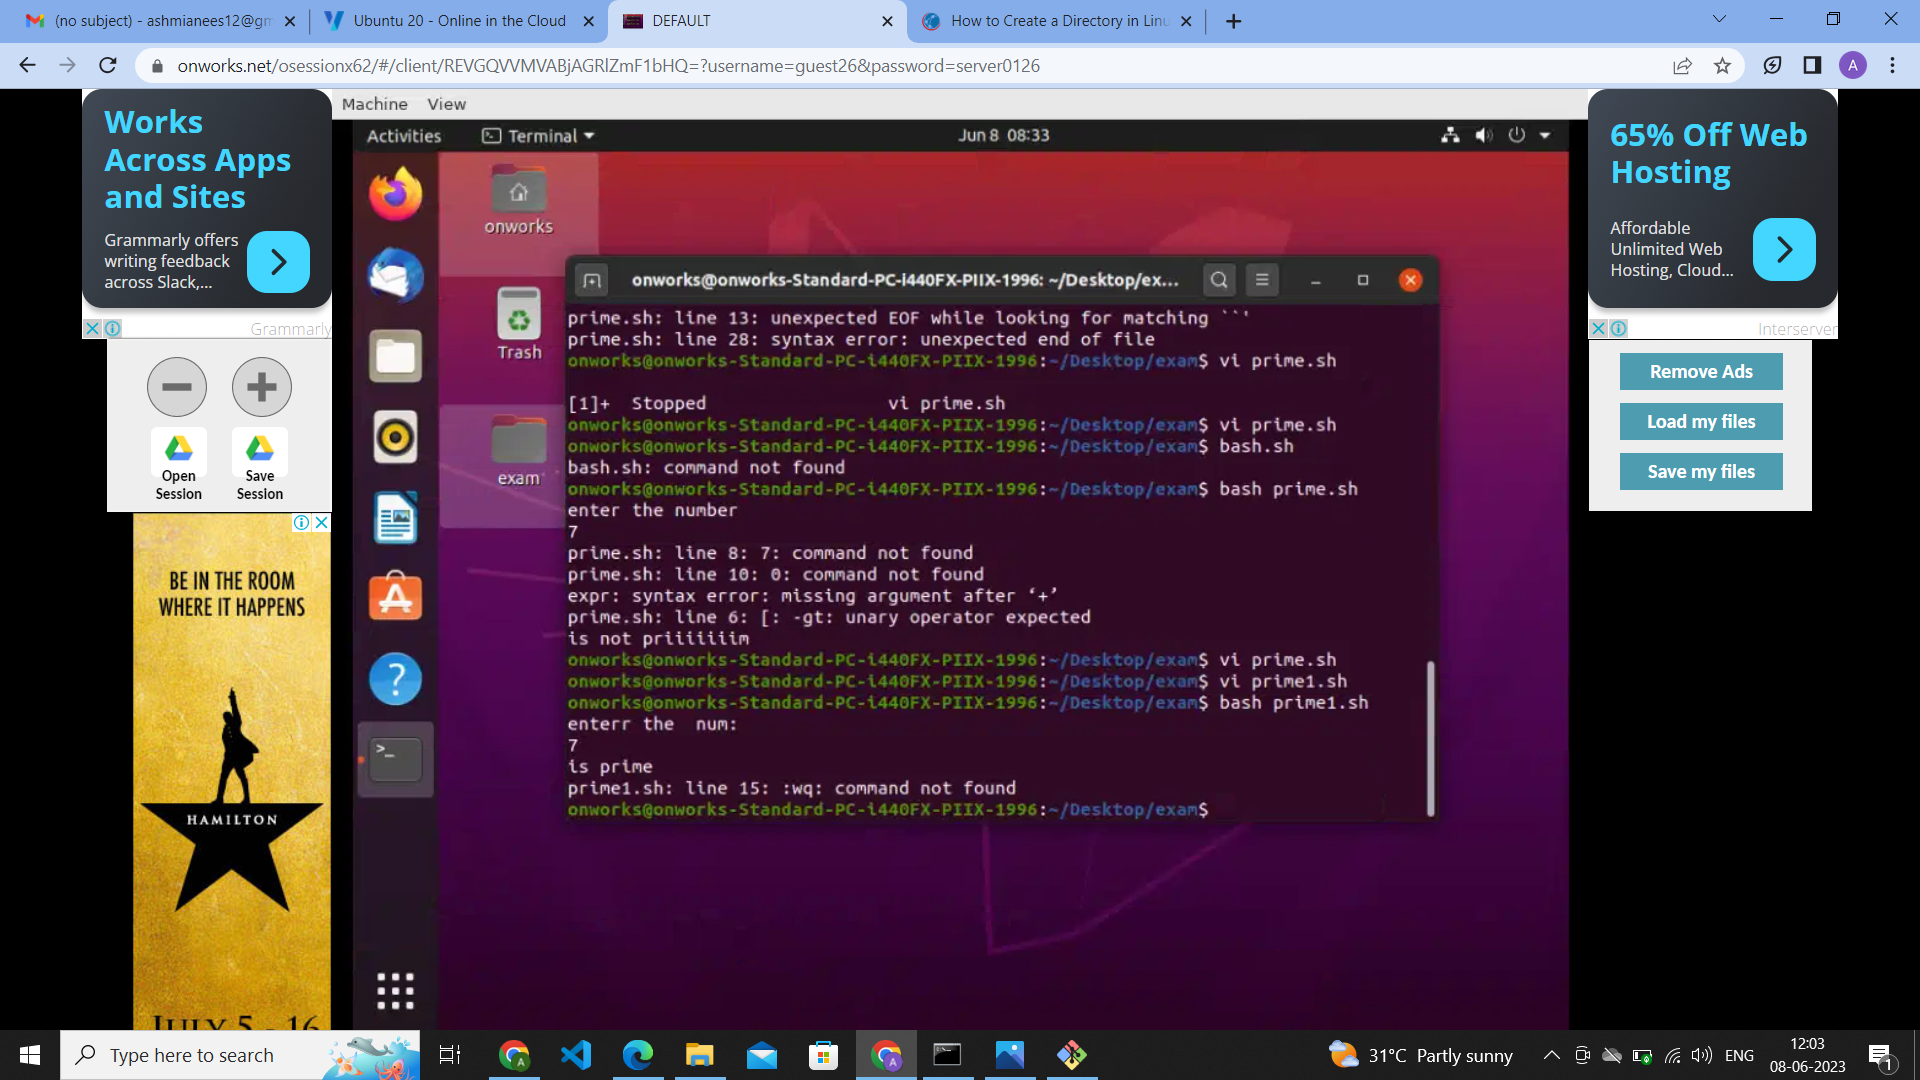 (no subject) - ashmianees12@gm
Ubuntu 20 - Online in the Cloud
DEFAULT
How to Create a Directory in Linu
onworks.net/osessionx62/#/client/REVGQVVMVABjAGRlZmF1bHQ=?username=guest26&password=server0126
A
Works
Across Apps
and Sites
Grammarly offers
writing feedback
across Slack,...
Grammarly
Open
Session
Save
Session
BE IN THE ROOM
WHERE IT HAPPENS
HAMILTON
JULY 5 - 16
Machine View
Activities
Terminal
Jun 8 08:33
onworks
Trash
exam
onworks@onworks-Standard-PC-i440FX-PIIX-1996: ~/Desktop/ex...
prime.sh: line 13: unexpected EOF while looking for matching ``'
prime.sh: line 28: syntax error: unexpected end of file
onworks@onworks-Standard-PC-i440FX-PIIX-1996:~/Desktop/exam$ vi prime.sh
[1]+ Stopped vi prime.sh
onworks@onworks-Standard-PC-i440FX-PIIX-1996:~/Desktop/exam$ vi prime.sh
onworks@onworks-Standard-PC-i440FX-PIIX-1996:~/Desktop/exam$ bash.sh
bash.sh: command not found
onworks@onworks-Standard-PC-i440FX-PIIX-1996:~/Desktop/exam$ bash prime.sh
enter the number
7
prime.sh: line 8: 7: command not found
prime.sh: line 10: 0: command not found
expr: syntax error: missing argument after ‘+’
prime.sh: line 6: [: -gt: unary operator expected
is not priiiiiiim
onworks@onworks-Standard-PC-i440FX-PIIX-1996:~/Desktop/exam$ vi prime.sh
onworks@onworks-Standard-PC-i440FX-PIIX-1996:~/Desktop/exam$ vi prime1.sh
onworks@onworks-Standard-PC-i440FX-PIIX-1996:~/Desktop/exam$ bash prime1.sh
enterr the num:
7
is prime
prime1.sh: line 15: :wq: command not found
onworks@onworks-Standard-PC-i440FX-PIIX-1996:~/Desktop/exam$
65% Off Web
Hosting
Affordable
Unlimited Web
Hosting, Cloud...
Interserver
Remove Ads
Load my files
Save my files
Type here to search
31°C Partly sunny
ENG
12:03
08-06-2023
1